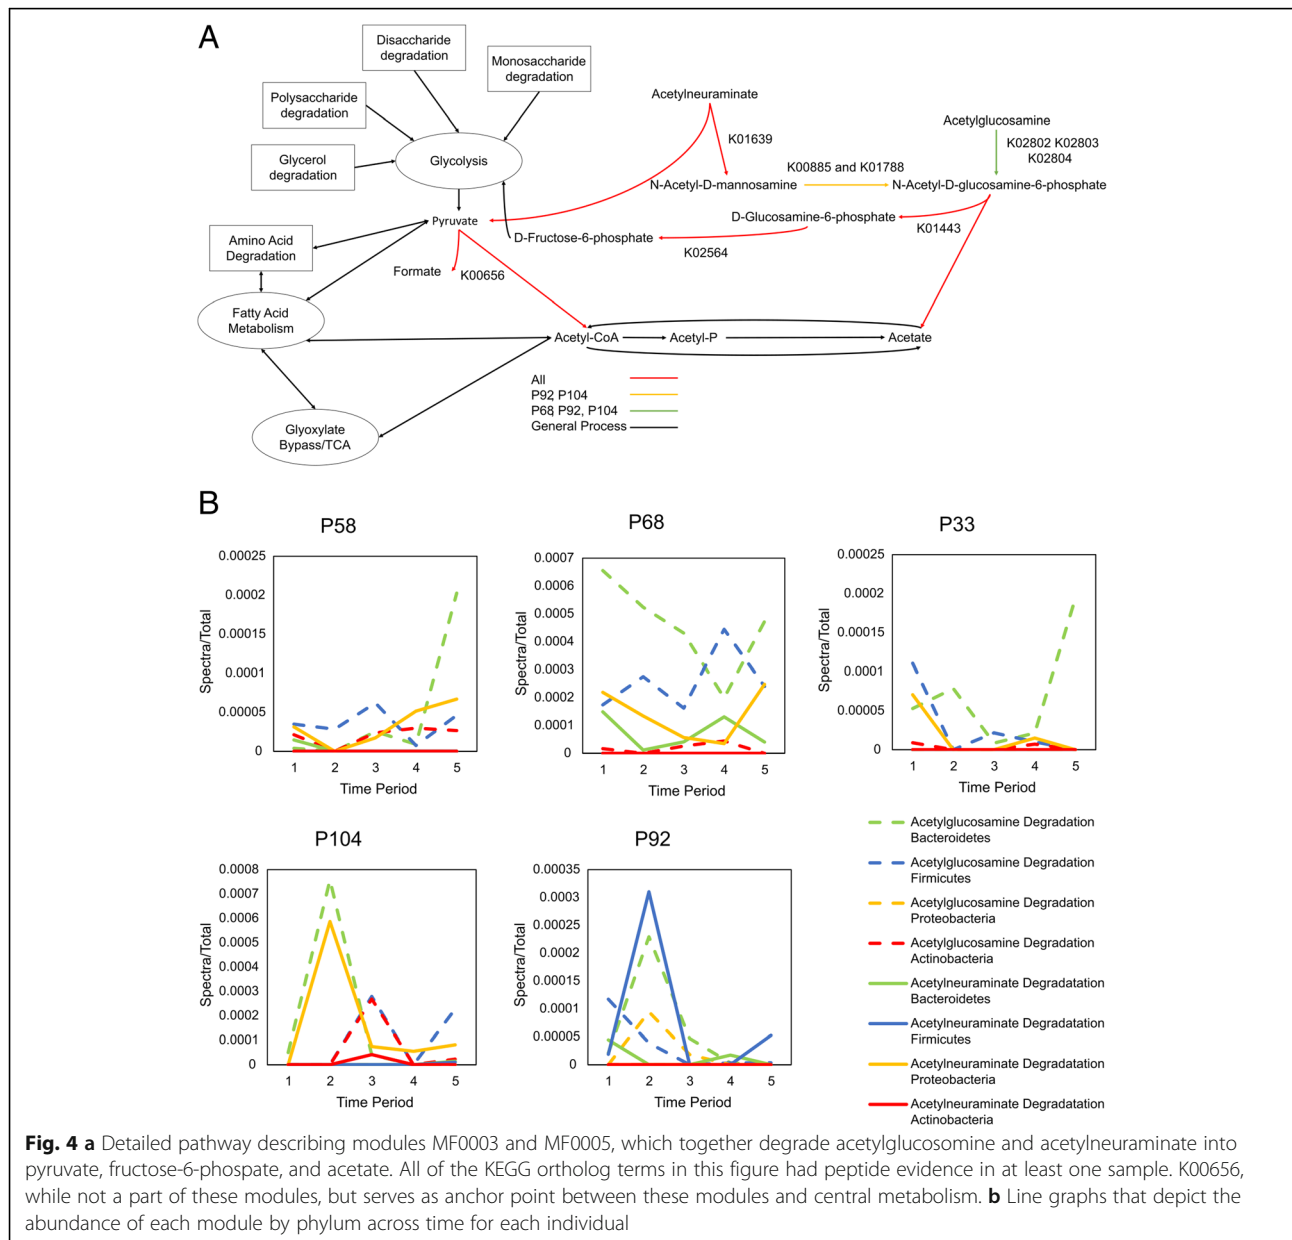 A
Disaccharide
degradation
Monosaccharide
degradation
Polysaccharide
degradation
Glycerol
degradation
Glycolysis
Acetylneuraminate
K01639
Acetylglucosamine
K02802 K02803
K02804
K00885 and K01788
N-Acetyl-D-mannosamine
N-Acetyl-D-glucosamine-6-phosphate
D-Glucosamine-6-phosphate
K01443
Pyruvate
D-Fructose-6-phosphate
K02564
Amino Acid
Degradation
Formate
K00656
Fatty Acid
Metabolism
Acetyl-CoA
Acetyl-P
Acetate
All
P92, P104
P68, P92, P104
General Process
Glyoxylate
Bypass/TCA
B
P58
Spectra/Total
0.00025
0.0002
0.00015
0.0001
0.00005
0
1 2 3 4 5
Time Period
P68
Spectra/Total
0.0007
0.0006
0.0005
0.0004
0.0003
0.0002
0.0001
0
1 2 3 4 5
Time Period
P33
Spectra/Total
0.00025
0.0002
0.00015
0.0001
0.00005
0
1 2 3 4 5
Time Period
P104
Spectra/Total
0.0008
0.0007
0.0006
0.0005
0.0004
0.0003
0.0002
0.0001
0
1 2 3 4 5
Time Period
P92
Spectra/Total
0.00035
0.0003
0.00025
0.0002
0.00015
0.0001
0.00005
0
1 2 3 4 5
Time Period
Acetylglucosamine Degradation
Bacteroidetes
Acetylglucosamine Degradation
Firmicutes
Acetylglucosamine Degradation
Proteobacteria
Acetylglucosamine Degradation
Actinobacteria
Acetylneuraminate Degradatation
Bacteroidetes
Acetylneuraminate Degradatation
Firmicutes
Acetylneuraminate Degradatation
Proteobacteria
Acetylneuraminate Degradatation
Actinobacteria
Fig. 4 a Detailed pathway describing modules MF0003 and MF0005, which together degrade acetylglucosomine and acetylneuraminate into
pyruvate, fructose-6-phospate, and acetate. All of the KEGG ortholog terms in this figure had peptide evidence in at least one sample. K00656,
while not a part of these modules, but serves as anchor point between these modules and central metabolism. b Line graphs that depict the
abundance of each module by phylum across time for each individual